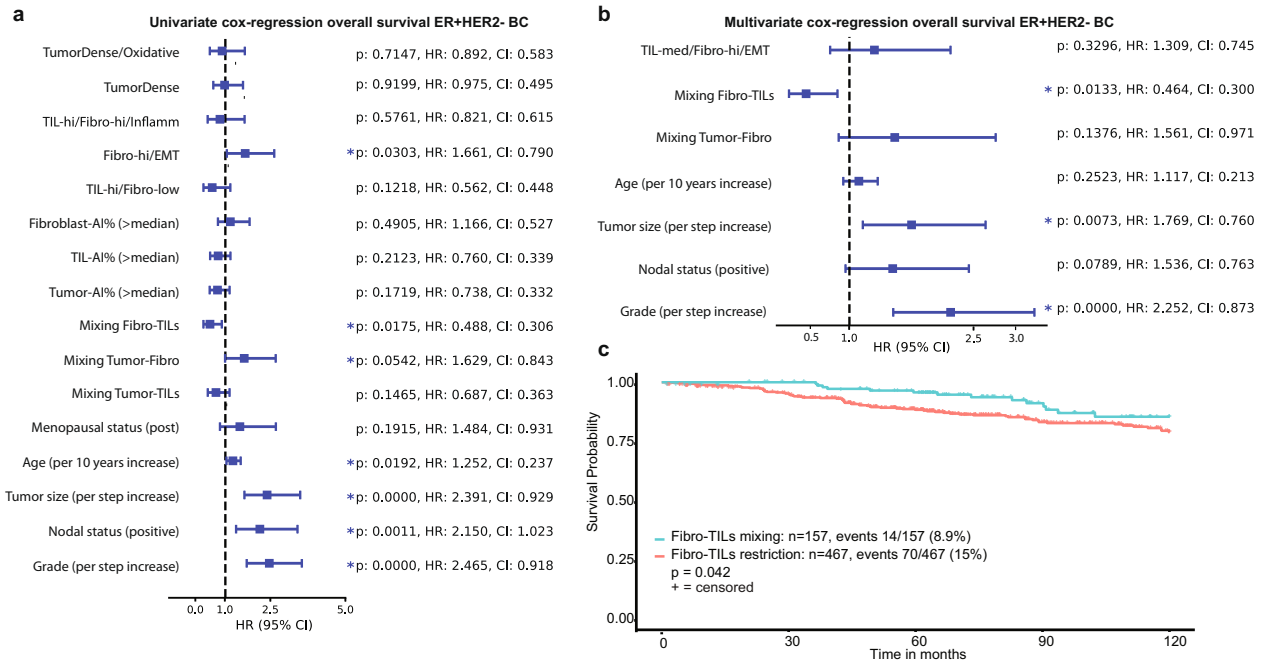 a
Univariate cox-regression overall survival ER+HER2- BC
TumorDense/Oxidative p: 0.7147, HR: 0.892, CI: 0.583
TumorDense p: 0.9199, HR: 0.975, CI: 0.495
TIL-hi/Fibro-hi/Inflamm p: 0.5761, HR: 0.821, CI: 0.615
Fibro-hi/EMT *p: 0.0303, HR: 1.661, CI: 0.790
TIL-hi/Fibro-low p: 0.1218, HR: 0.562, CI: 0.448
Fibroblast-AI% (>median) p: 0.4905, HR: 1.166, CI: 0.527
TIL-AI% (>median) p: 0.2123, HR: 0.760, CI: 0.339
Tumor-AI% (>median) p: 0.1719, HR: 0.738, CI: 0.332
Mixing Fibro-TILs *p: 0.0175, HR: 0.488, CI: 0.306
Mixing Tumor-Fibro *p: 0.0542, HR: 1.629, CI: 0.843
Mixing Tumor-TILs p: 0.1465, HR: 0.687, CI: 0.363
Menopausal status (post) p: 0.1915, HR: 1.484, CI: 0.931
Age (per 10 years increase) *p: 0.0192, HR: 1.252, CI: 0.237
Tumor size (per step increase) *p: 0.0000, HR: 2.391, CI: 0.929
Nodal status (positive) *p: 0.0011, HR: 2.150, CI: 1.023
Grade (per step increase) *p: 0.0000, HR: 2.465, CI: 0.918
0.0 1.0 2.5 5.0
HR (95% CI)
b
Multivariate cox-regression overall survival ER+HER2- BC
TIL-med/Fibro-hi/EMT p: 0.3296, HR: 1.309, CI: 0.745
Mixing Fibro-TILs * p: 0.0133, HR: 0.464, CI: 0.300
Mixing Tumor-Fibro p: 0.1376, HR: 1.561, CI: 0.971
Age (per 10 years increase) p: 0.2523, HR: 1.117, CI: 0.213
Tumor size (per step increase) * p: 0.0073, HR: 1.769, CI: 0.760
Nodal status (positive) p: 0.0789, HR: 1.536, CI: 0.763
Grade (per step increase) * p: 0.0000, HR: 2.252, CI: 0.873
0.5 1.0 2.5 3.0
HR (95% CI)
c
Survival Probability
1.00
0.75
0.50
0.25
0.00
Fibro-TILs mixing: n=157, events 14/157 (8.9%)
Fibro-TILs restriction: n=467, events 70/467 (15%)
p = 0.042
+ = censored
0 30 60 90 120
Time in months